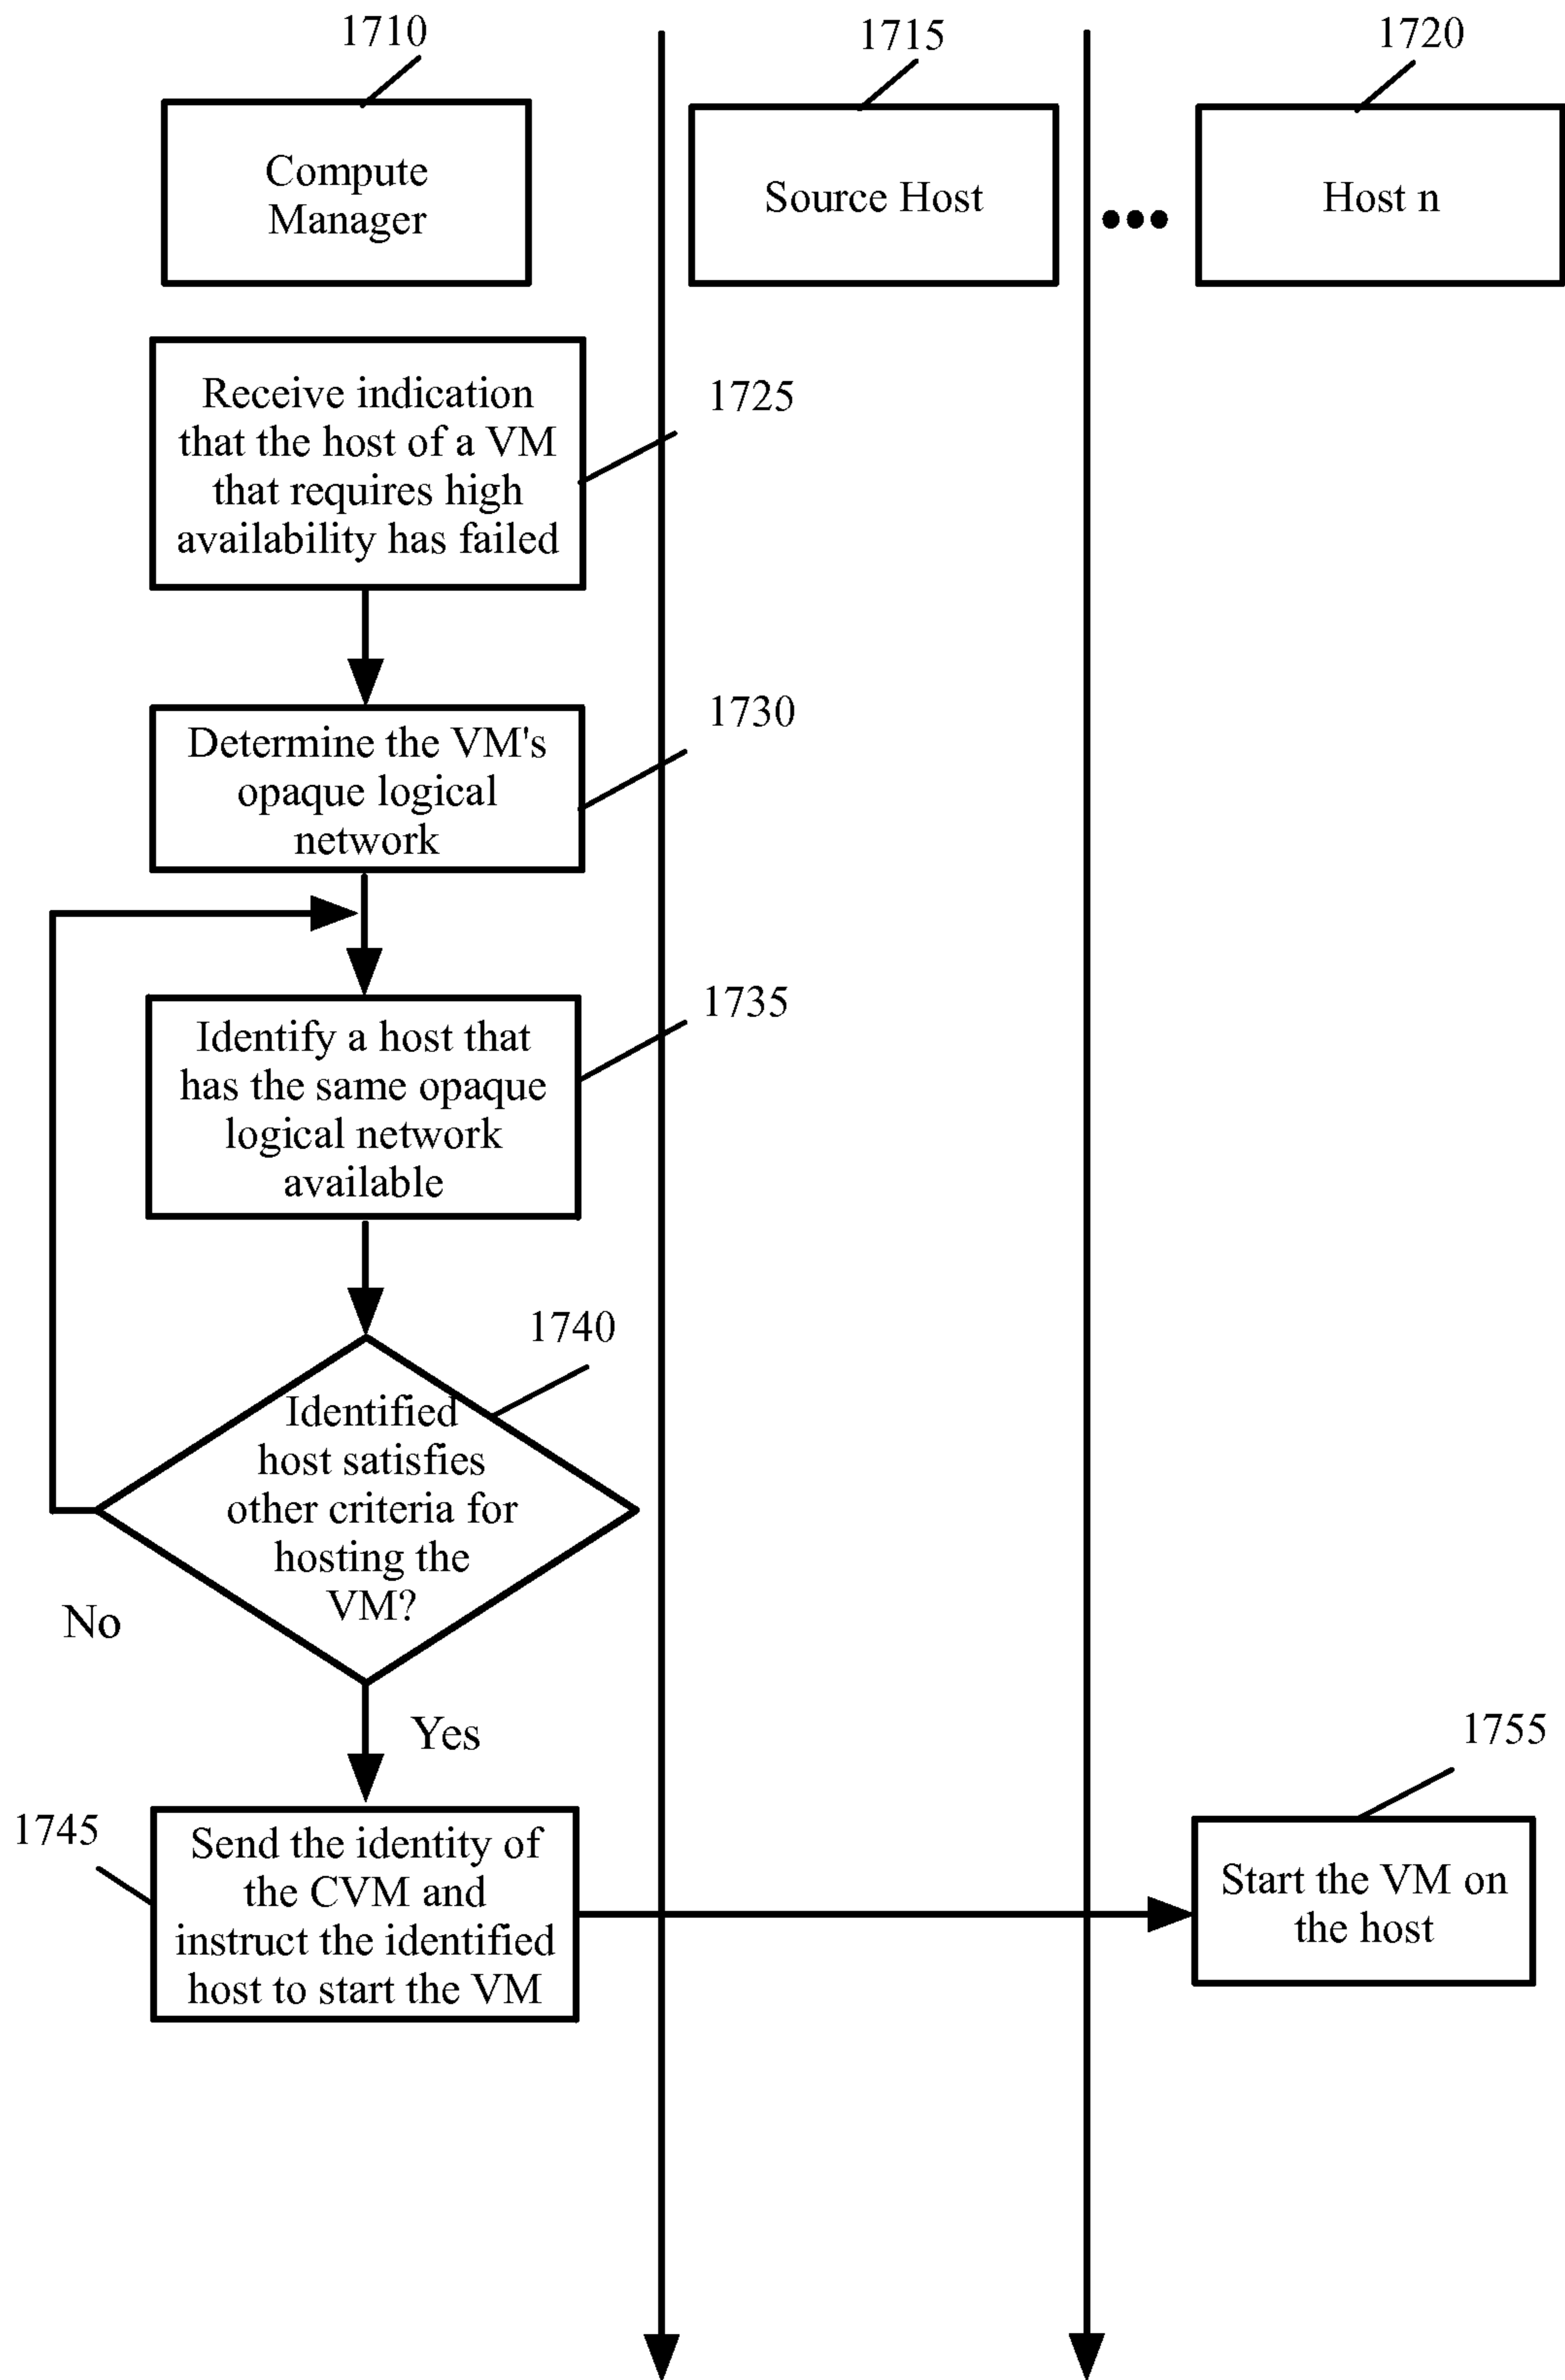 1710
1715
1720
Compute
Manager
Source Host
Host n
Receive indication
that the host of a VM
that requires high
availability has failed
1725
Determine the VM's
opaque logical
network
1730
Identify a host that
has the same opaque
logical network
available
1735
1740
Identified
host satisfies
other criteria for
hosting the
VM?
No
Yes
1745
Send the identity of
the CVM and
instruct the identified
host to start the VM
1755
Start the VM on
the host